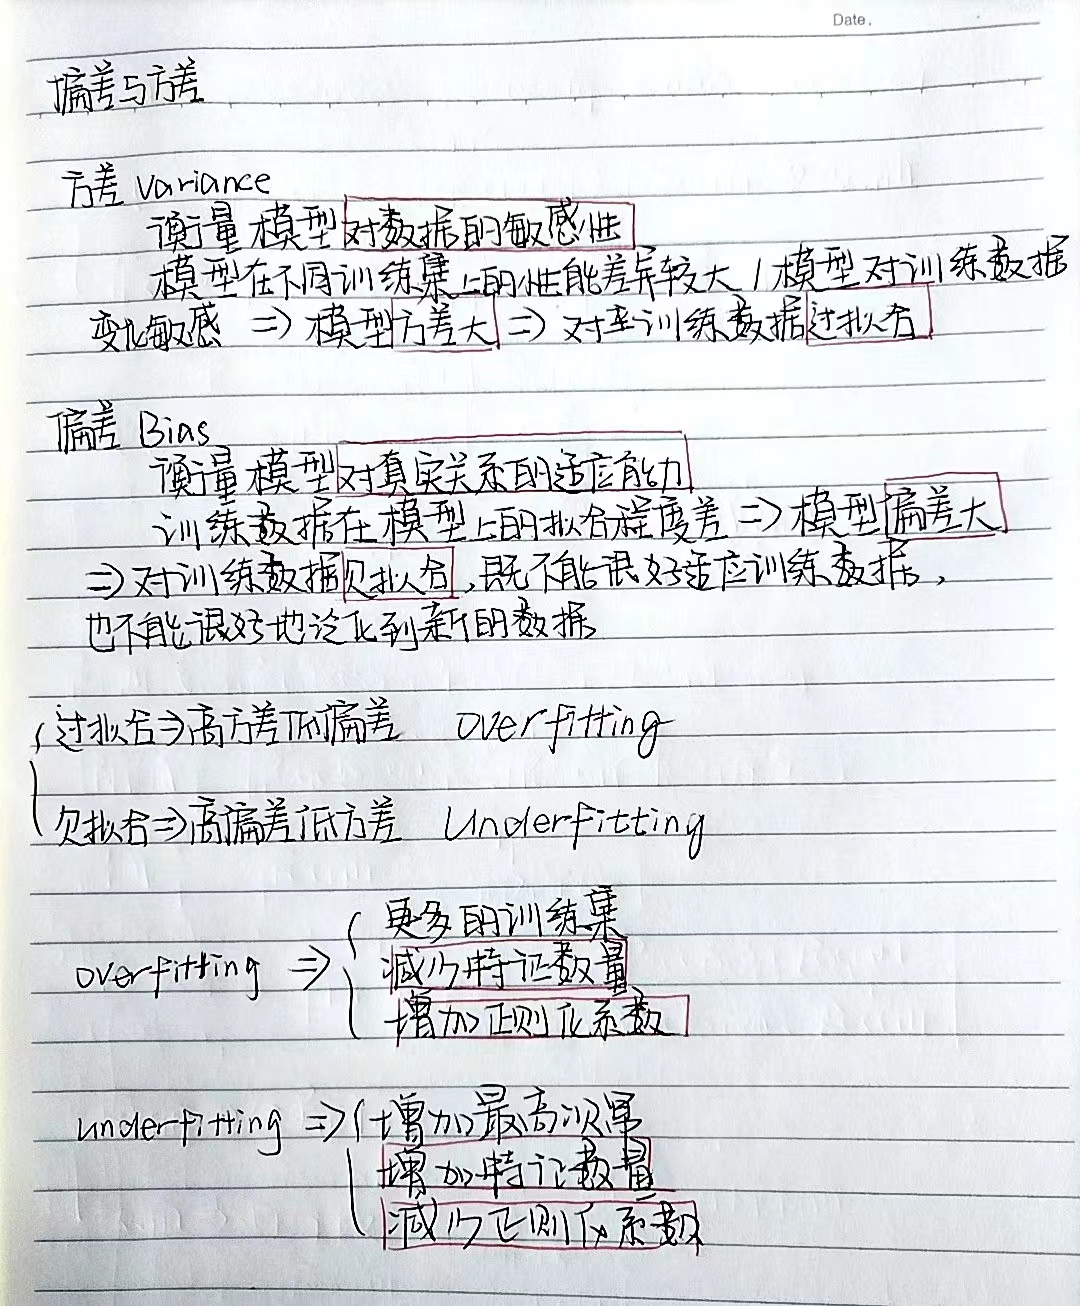 Date.
偏差与方差
方差 Variance
衡量模型对数据的敏感性
模型在不同训练集上的性能差异较大 / 模型对训练数据
变化敏感 => 模型方差大 => 对训练数据过拟合
偏差 Bias
衡量模型对真实关系的适应能力
训练数据在模型上的拟合程度差 => 模型偏差大
=> 对训练数据欠拟合, 既不能很好适应训练数据,
也不能很好地泛化到新的数据
过拟合=>高方差低偏差 overfitting
欠拟合=>高偏差低方差 Underfitting
更多的训练集
overfitting => 减少特证数量
增加正则化系数
underfitting => 增加最高次幂
增加特证数量
减少正则化系数